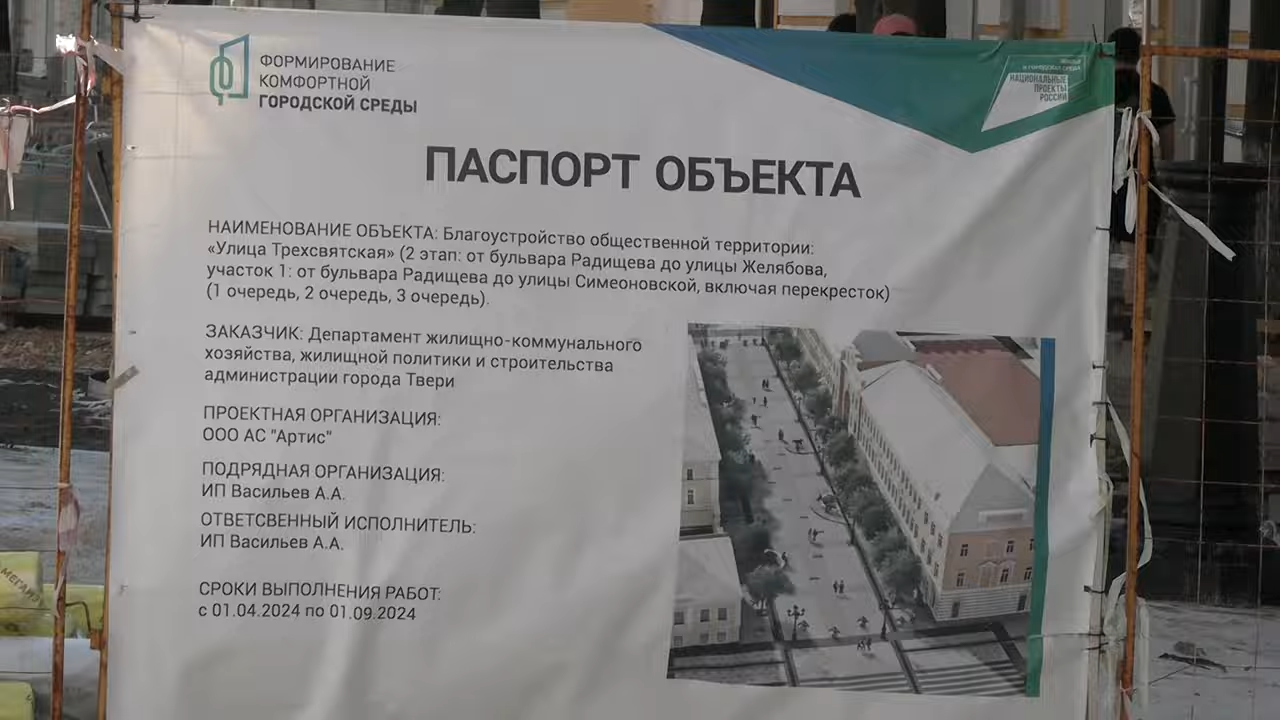 ФОРМИРОВАНИЕ
КОМФОРТНОЙ
ГОРОДСКОЙ СРЕДЫ
НАЦИОНАЛЬНЫЕ
ПРОЕКТЫ
РОССИИ
ПАСПОРТ ОБЪЕКТА
НАИМЕНОВАНИЕ ОБЪЕКТА: Благоустройство общественной территории:
«Улица Трехсвятская» (2 этап: от бульвара Радищева до улицы Желябова,
участок 1: от бульвара Радищева до улицы Симеоновской, включая перекресток)
(1 очередь, 2 очередь, 3 очередь).
ЗАКАЗЧИК: Департамент жилищно-коммунального
хозяйства, жилищной политики и строительства
администрации города Твери
ПРОЕКТНАЯ ОРГАНИЗАЦИЯ:
ООО АС "Артис"
ПОДРЯДНАЯ ОРГАНИЗАЦИЯ:
ИП Васильев А.А.
ОТВЕТСВЕННЫЙ ИСПОЛНИТЕЛЬ:
ИП Васильев А.А.
СРОКИ ВЫПОЛНЕНИЯ РАБОТ:
с 01.04.2024 по 01.09.2024